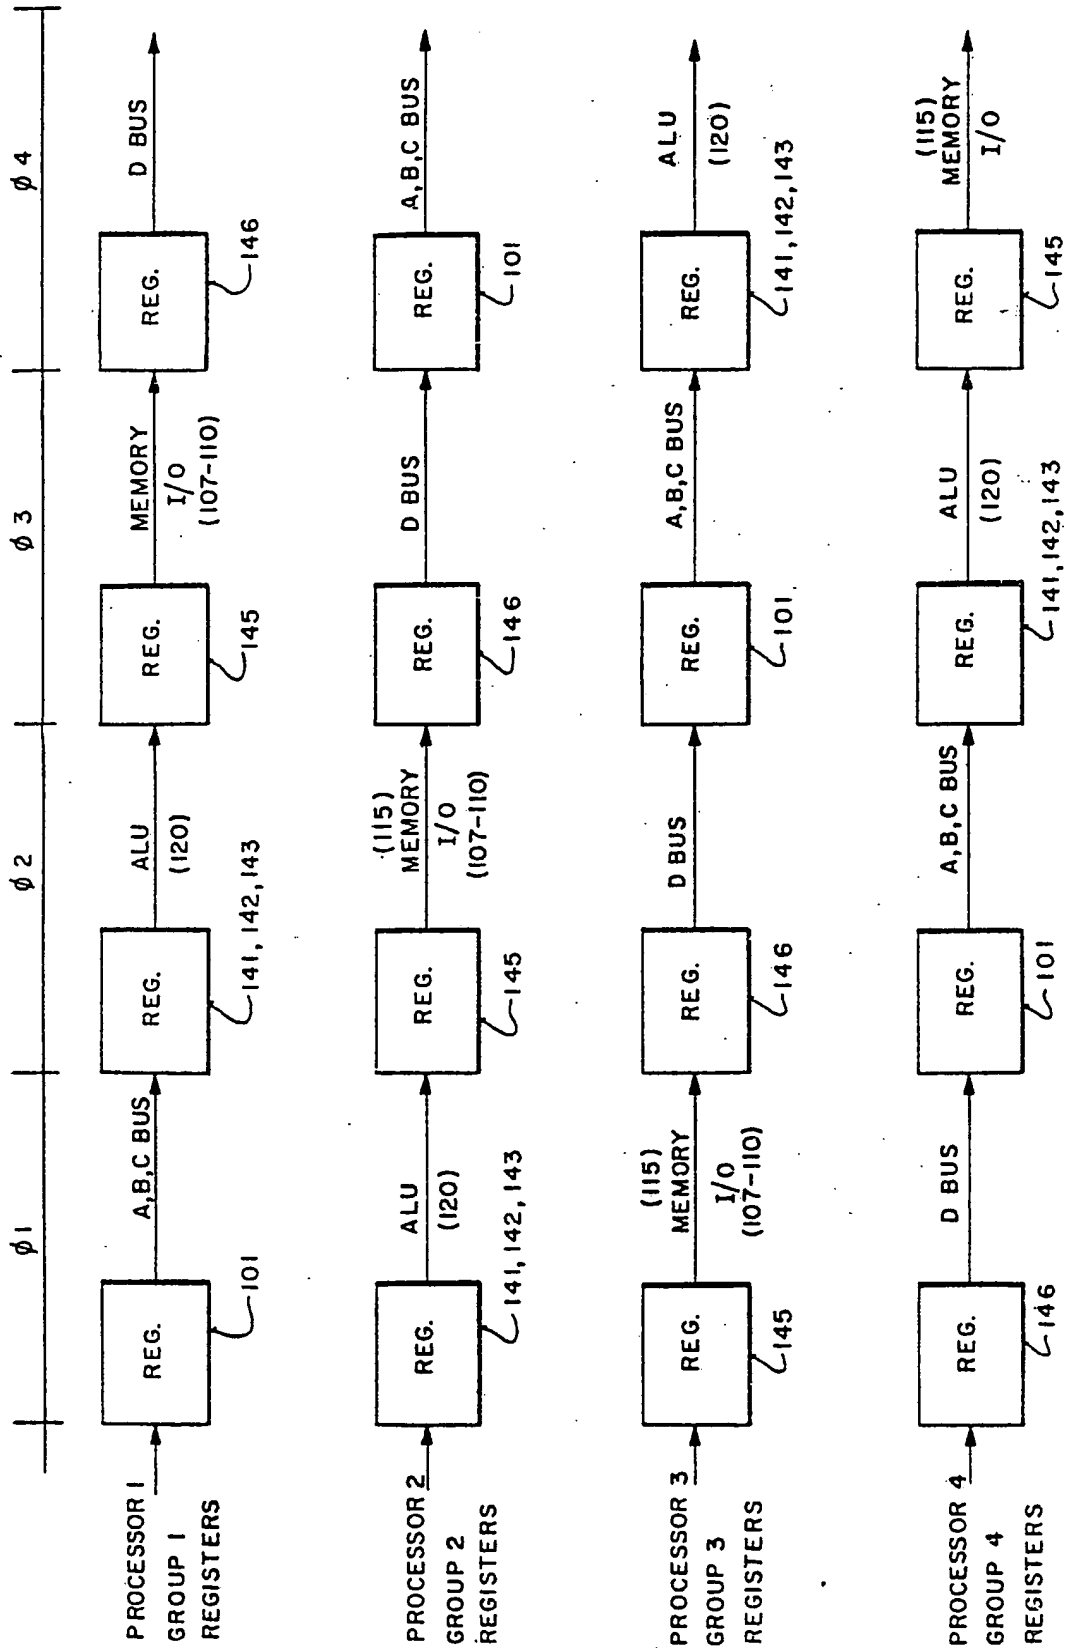 φ1
φ2
φ3
φ4
PROCESSOR 1
GROUP 1
REGISTERS
REG.
101
A,B,C BUS
REG.
141, 142, 143
ALU
(120)
REG.
145
MEMORY
I/O
(107-110)
REG.
146
D BUS
PROCESSOR 2
GROUP 2
REGISTERS
REG.
141, 142, 143
ALU
(120)
REG.
145
(115)
MEMORY
I/O
(107-110)
REG.
146
D BUS
REG.
101
A,B,C BUS
PROCESSOR 3
GROUP 3
REGISTERS
REG.
145
(115)
MEMORY
I/O
(107-110)
REG.
146
D BUS
REG.
101
A,B,C BUS
REG.
141, 142, 143
ALU
(120)
PROCESSOR 4
GROUP 4
REGISTERS
REG.
146
D BUS
REG.
101
A,B,C BUS
REG.
141, 142, 143
ALU
(120)
REG.
145
(115)
MEMORY
I/O